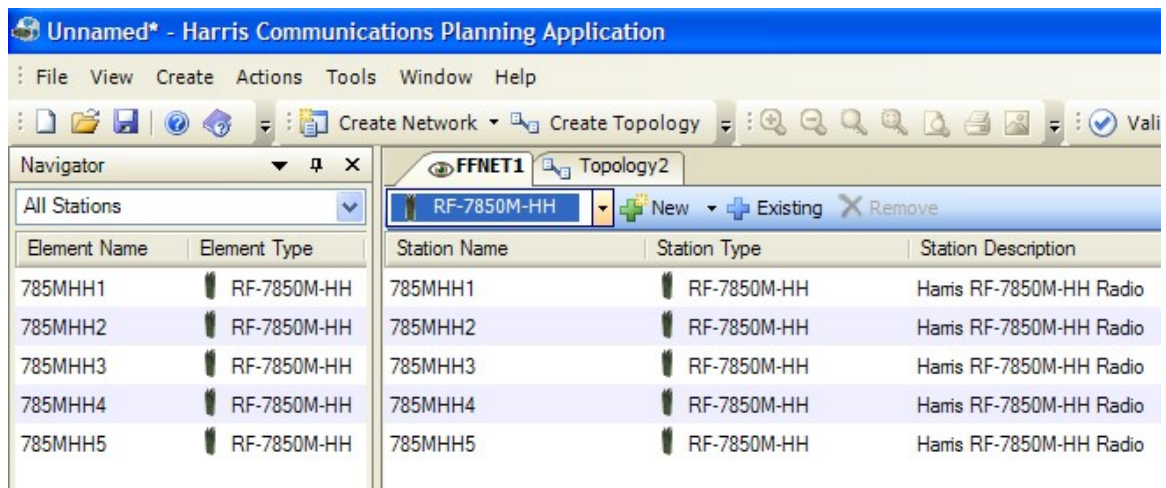 Unnamed* - Harris Communications Planning Application
File View Create Actions Tools Window Help
Create Network Create Topology Vali
Navigator FFNET1 Topology2
All Stations RF-7850M-HH New Existing Remove
Element Name Element Type Station Name Station Type Station Description
785MHH1 RF-7850M-HH 785MHH1 RF-7850M-HH Harris RF-7850M-HH Radio
785MHH2 RF-7850M-HH 785MHH2 RF-7850M-HH Harris RF-7850M-HH Radio
785MHH3 RF-7850M-HH 785MHH3 RF-7850M-HH Harris RF-7850M-HH Radio
785MHH4 RF-7850M-HH 785MHH4 RF-7850M-HH Harris RF-7850M-HH Radio
785MHH5 RF-7850M-HH 785MHH5 RF-7850M-HH Harris RF-7850M-HH Radio